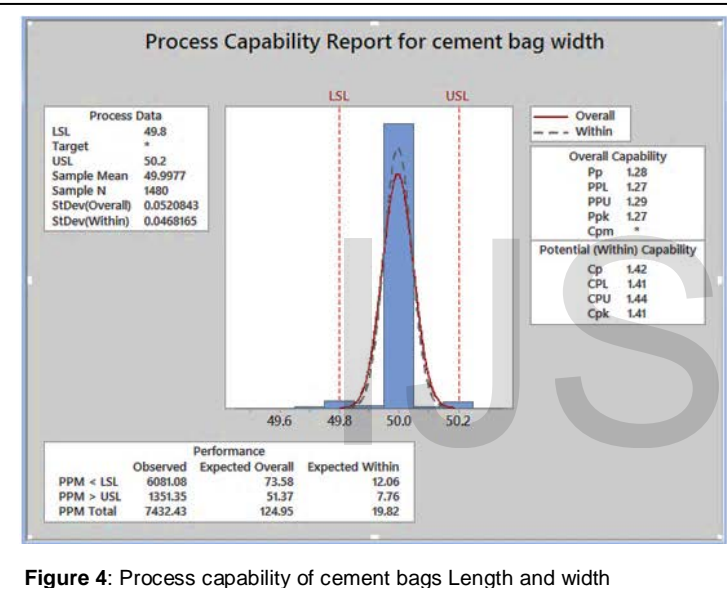 Process Capability Report for cement bag width
LSL USL
Process Data
LSL 49.8
Target *
USL 50.2
Sample Mean 49.9977
Sample N 1480
StDev(Overall) 0.0520843
StDev(Within) 0.0468165
Overall
Within
Overall Capability
Pp 1.28
PPL 1.27
PPU 1.29
Ppk 1.27
Cpm *
Potential (Within) Capability
Cp 1.42
CPL 1.41
CPU 1.44
Cpk 1.41
IJS
49.6 49.8 50.0 50.2
Performance
Observed Expected Overall Expected Within
PPM < LSL 6081.08 73.58 12.06
PPM > USL 1351.35 51.37 7.76
PPM Total 7432.43 124.95 19.82
Figure 4: Process capability of cement bags Length and width